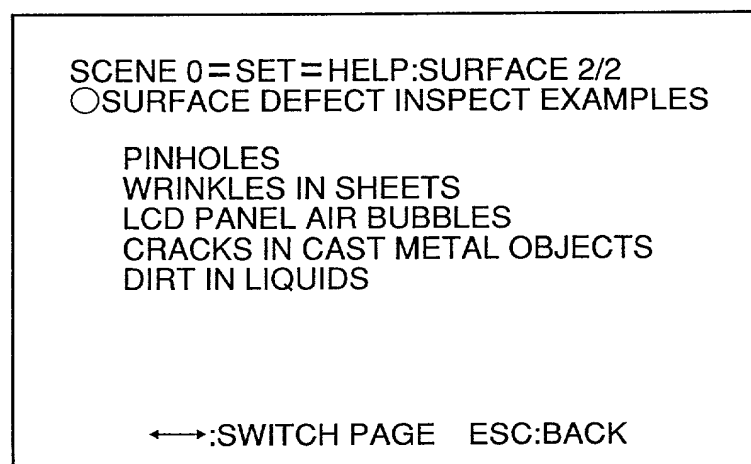 SCENE 0=SET=HELP:SURFACE 2/2
○SURFACE DEFECT INSPECT EXAMPLES
PINHOLES
WRINKLES IN SHEETS
LCD PANEL AIR BUBBLES
CRACKS IN CAST METAL OBJECTS
DIRT IN LIQUIDS
←→:SWITCH PAGE ESC:BACK